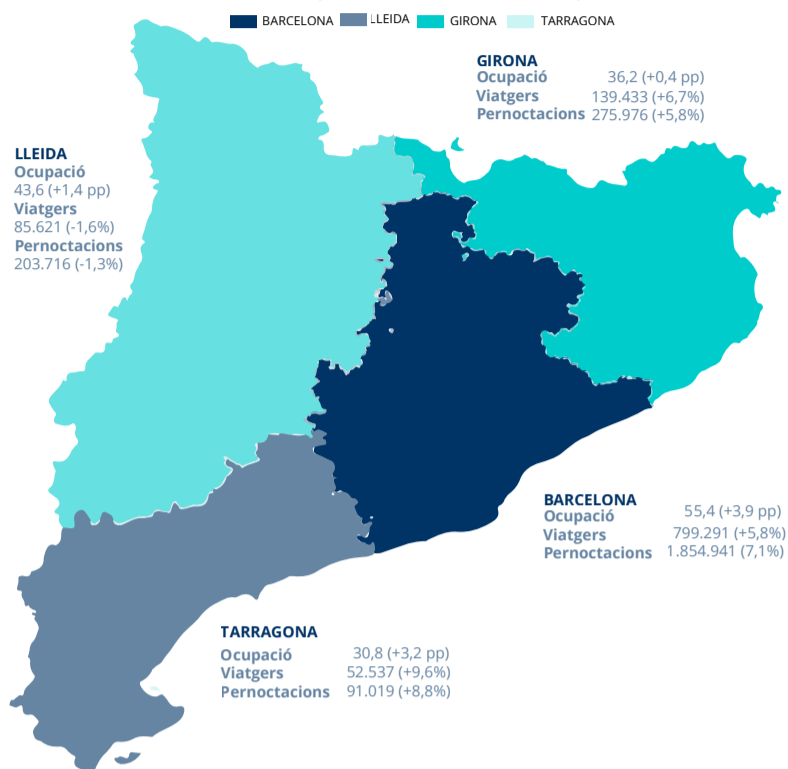 BARCELONA LLEIDA GIRONA TARRAGONA
GIRONA
Ocupació 36,2 (+0,4 pp)
Viatgers 139.433 (+6,7%)
Pernoctacions 275.976 (+5,8%)
LLEIDA
Ocupació
43,6 (+1,4 pp)
Viatgers
85.621 (-1,6%)
Pernoctacions
203.716 (-1,3%)
BARCELONA
Ocupació 55,4 (+3,9 pp)
Viatgers 799.291 (+5,8%)
Pernoctacions 1.854.941 (7,1%)
TARRAGONA
Ocupació 30,8 (+3,2 pp)
Viatgers 52.537 (+9,6%)
Pernoctacions 91.019 (+8,8%)